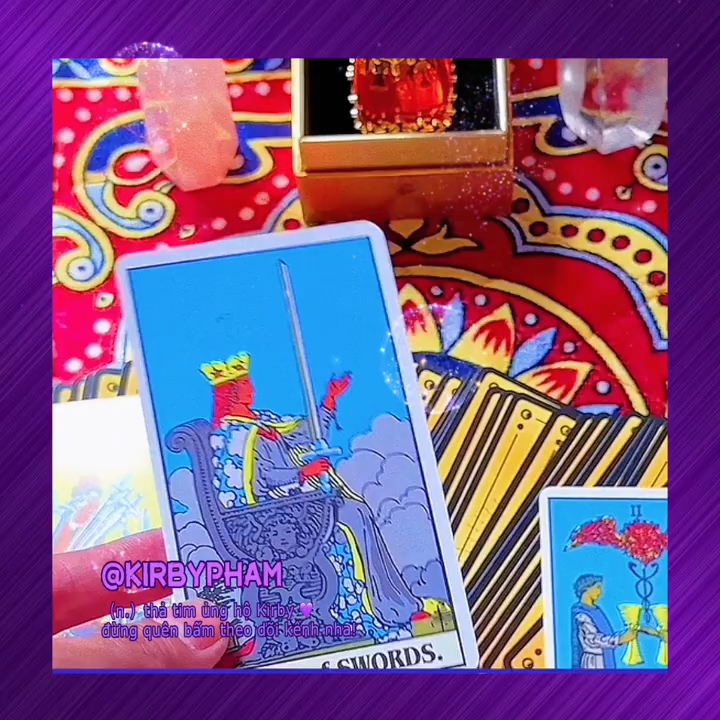 II
@KIRBYPHAM
(n.) thả tim ủng hộ Kirby 💜
đừng quên bấm theo dõi kênh nha!
SWORDS.